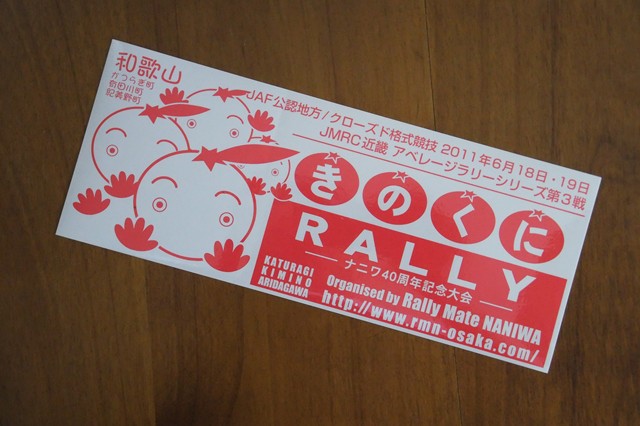 和歌山
かつらぎ町
有田川町
紀美野町
JAF公認地方/クローズド格式競技 2011年6月18日・19日
JMRC近畿 アベレージラリーシリーズ第3戦
きのくに
RALLY
ナニワ40周年記念大会
KATURAGI
KIMINO
ARIDAGAWA
Organised by Rally Mate NANIWA
http://www.rmn-osaka.com/